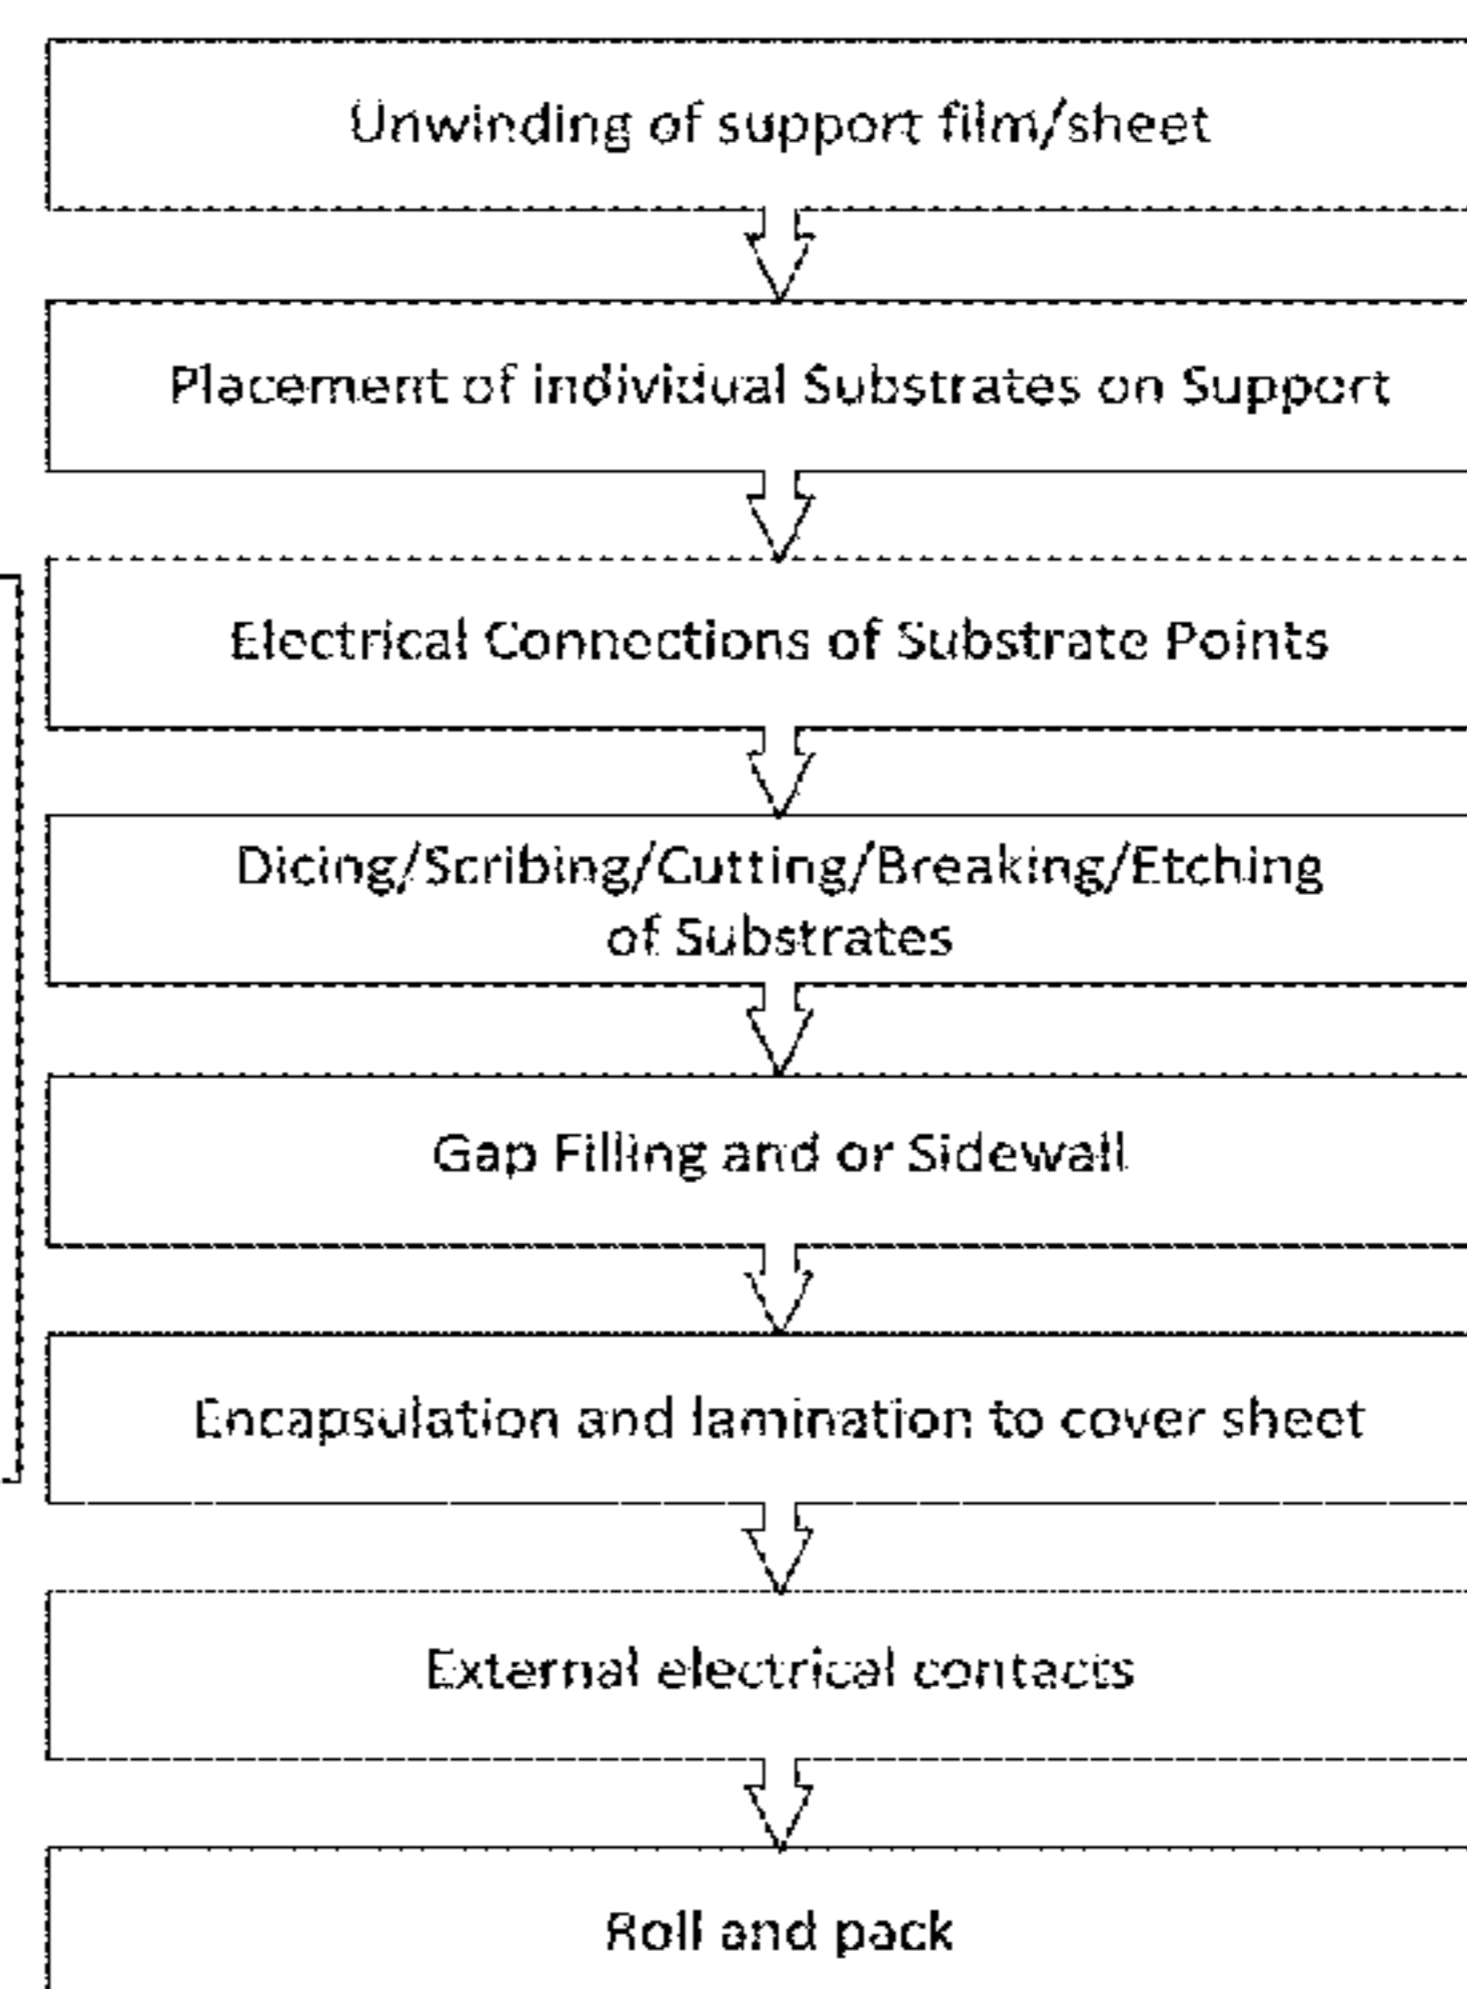 Unwinding of support film/sheet
Placement of individual Substrates on Support
Electrical Connections of Substrate Points
Dicing/Scribing/Cutting/Breaking/Etching
of Substrates
Gap Filling and or Sidewall
Encapsulation and lamination to cover sheet
External electrical contacts
Roll and pack